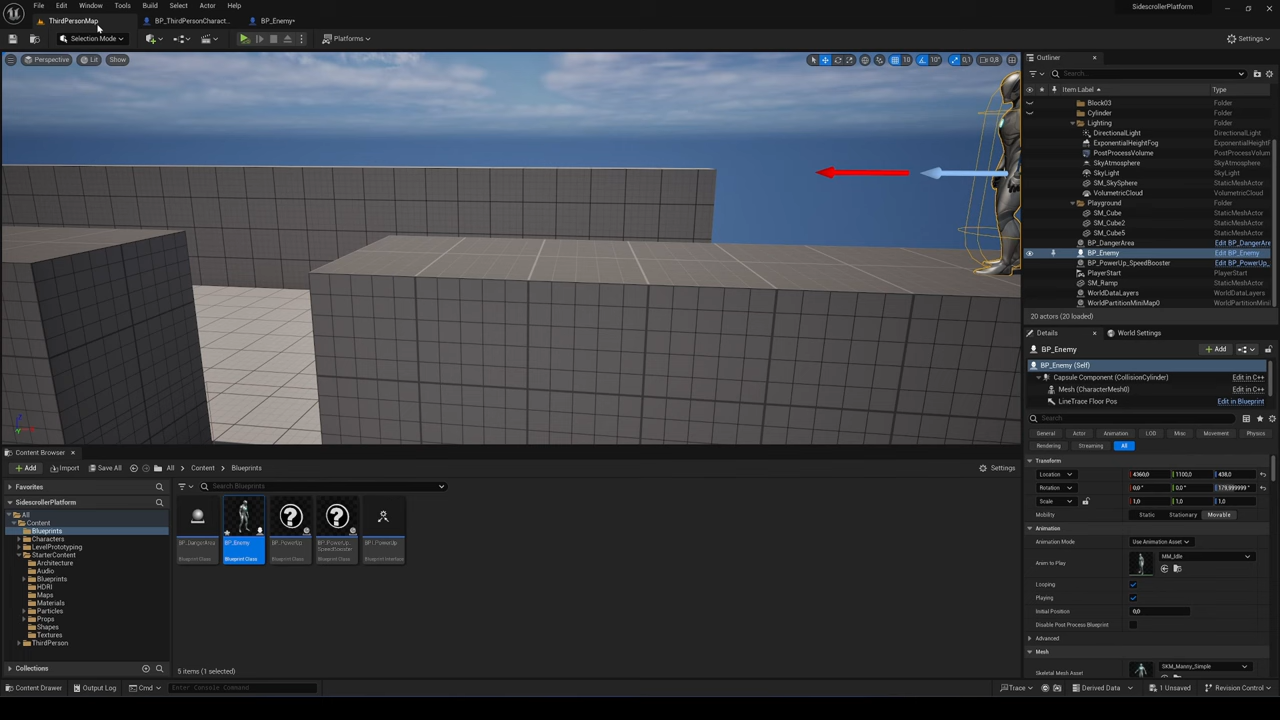 File Edit Window Tools Build Select Actor Help
SidescrollerPlatform
ThirdPersonMap BP_ThirdPersonCharact... BP_Enemy•
Selection Mode Platforms Settings
Perspective Lit Show
10 10° 0,1 0,8
Outliner
Search...
Item Label Type
Block03 Folder
Cylinder Folder
Lighting Folder
DirectionalLight DirectionalLight
ExponentialHeightFog ExponentialHeightF
PostProcessVolume PostProcessVolum
SkyAtmosphere SkyAtmosphere
SkyLight SkyLight
SM_SkySphere StaticMeshActor
VolumetricCloud VolumetricCloud
Playground Folder
SM_Cube StaticMeshActor
SM_Cube2 StaticMeshActor
SM_Cube5 StaticMeshActor
BP_DangerArea Edit BP_DangerAre
BP_Enemy Edit BP_Enemy
BP_PowerUp_SpeedBooster Edit BP_PowerUp_
PlayerStart PlayerStart
SM_Ramp StaticMeshActor
WorldDataLayers WorldDataLayers
WorldPartitionMiniMap0 WorldPartitionMini
20 actors (20 loaded)
Details World Settings
BP_Enemy Add
BP_Enemy (Self)
Capsule Component (CollisionCylinder) Edit in C++
Mesh (CharacterMesh0) Edit in C++
LineTrace Floor Pos Edit in Blueprint
Search
General Actor Animation LOD Misc Movement Physics
Rendering Streaming All
Transform
Location 4360,0 1100,0 438,0
Rotation 0,0° 0,0° 179,999999°
Scale 1,0 1,0 1,0
Mobility Static Stationary Movable
Animation
Animation Mode Use Animation Asset
Anim to Play MM_Idle
Looping
Playing
Initial Position 0,0
Disable Post Process Blueprint
Advanced
Mesh
Skeletal Mesh Asset SKM_Manny_Simple
Content Browser
Add Import Save All All Content Blueprints Settings
Favorites
Search Blueprints
SidescrollerPlatform
All
Content
Blueprints
Characters
LevelPrototyping
StarterContent
Architecture
Audio
Blueprints
HDRI
Maps
Materials
Particles
Props
Shapes
Textures
ThirdPerson
Collections
BP_DangerArea
Blueprint Class
BP_Enemy
Blueprint Class
BP_PowerUp
Blueprint Class
BP_PowerUp_
SpeedBooster
Blueprint Class
BPI_PowerUp
Blueprint Interface
5 items (1 selected)
Content Drawer Output Log Cmd Enter Console Command Trace Derived Data 1 Unsaved Revision Control